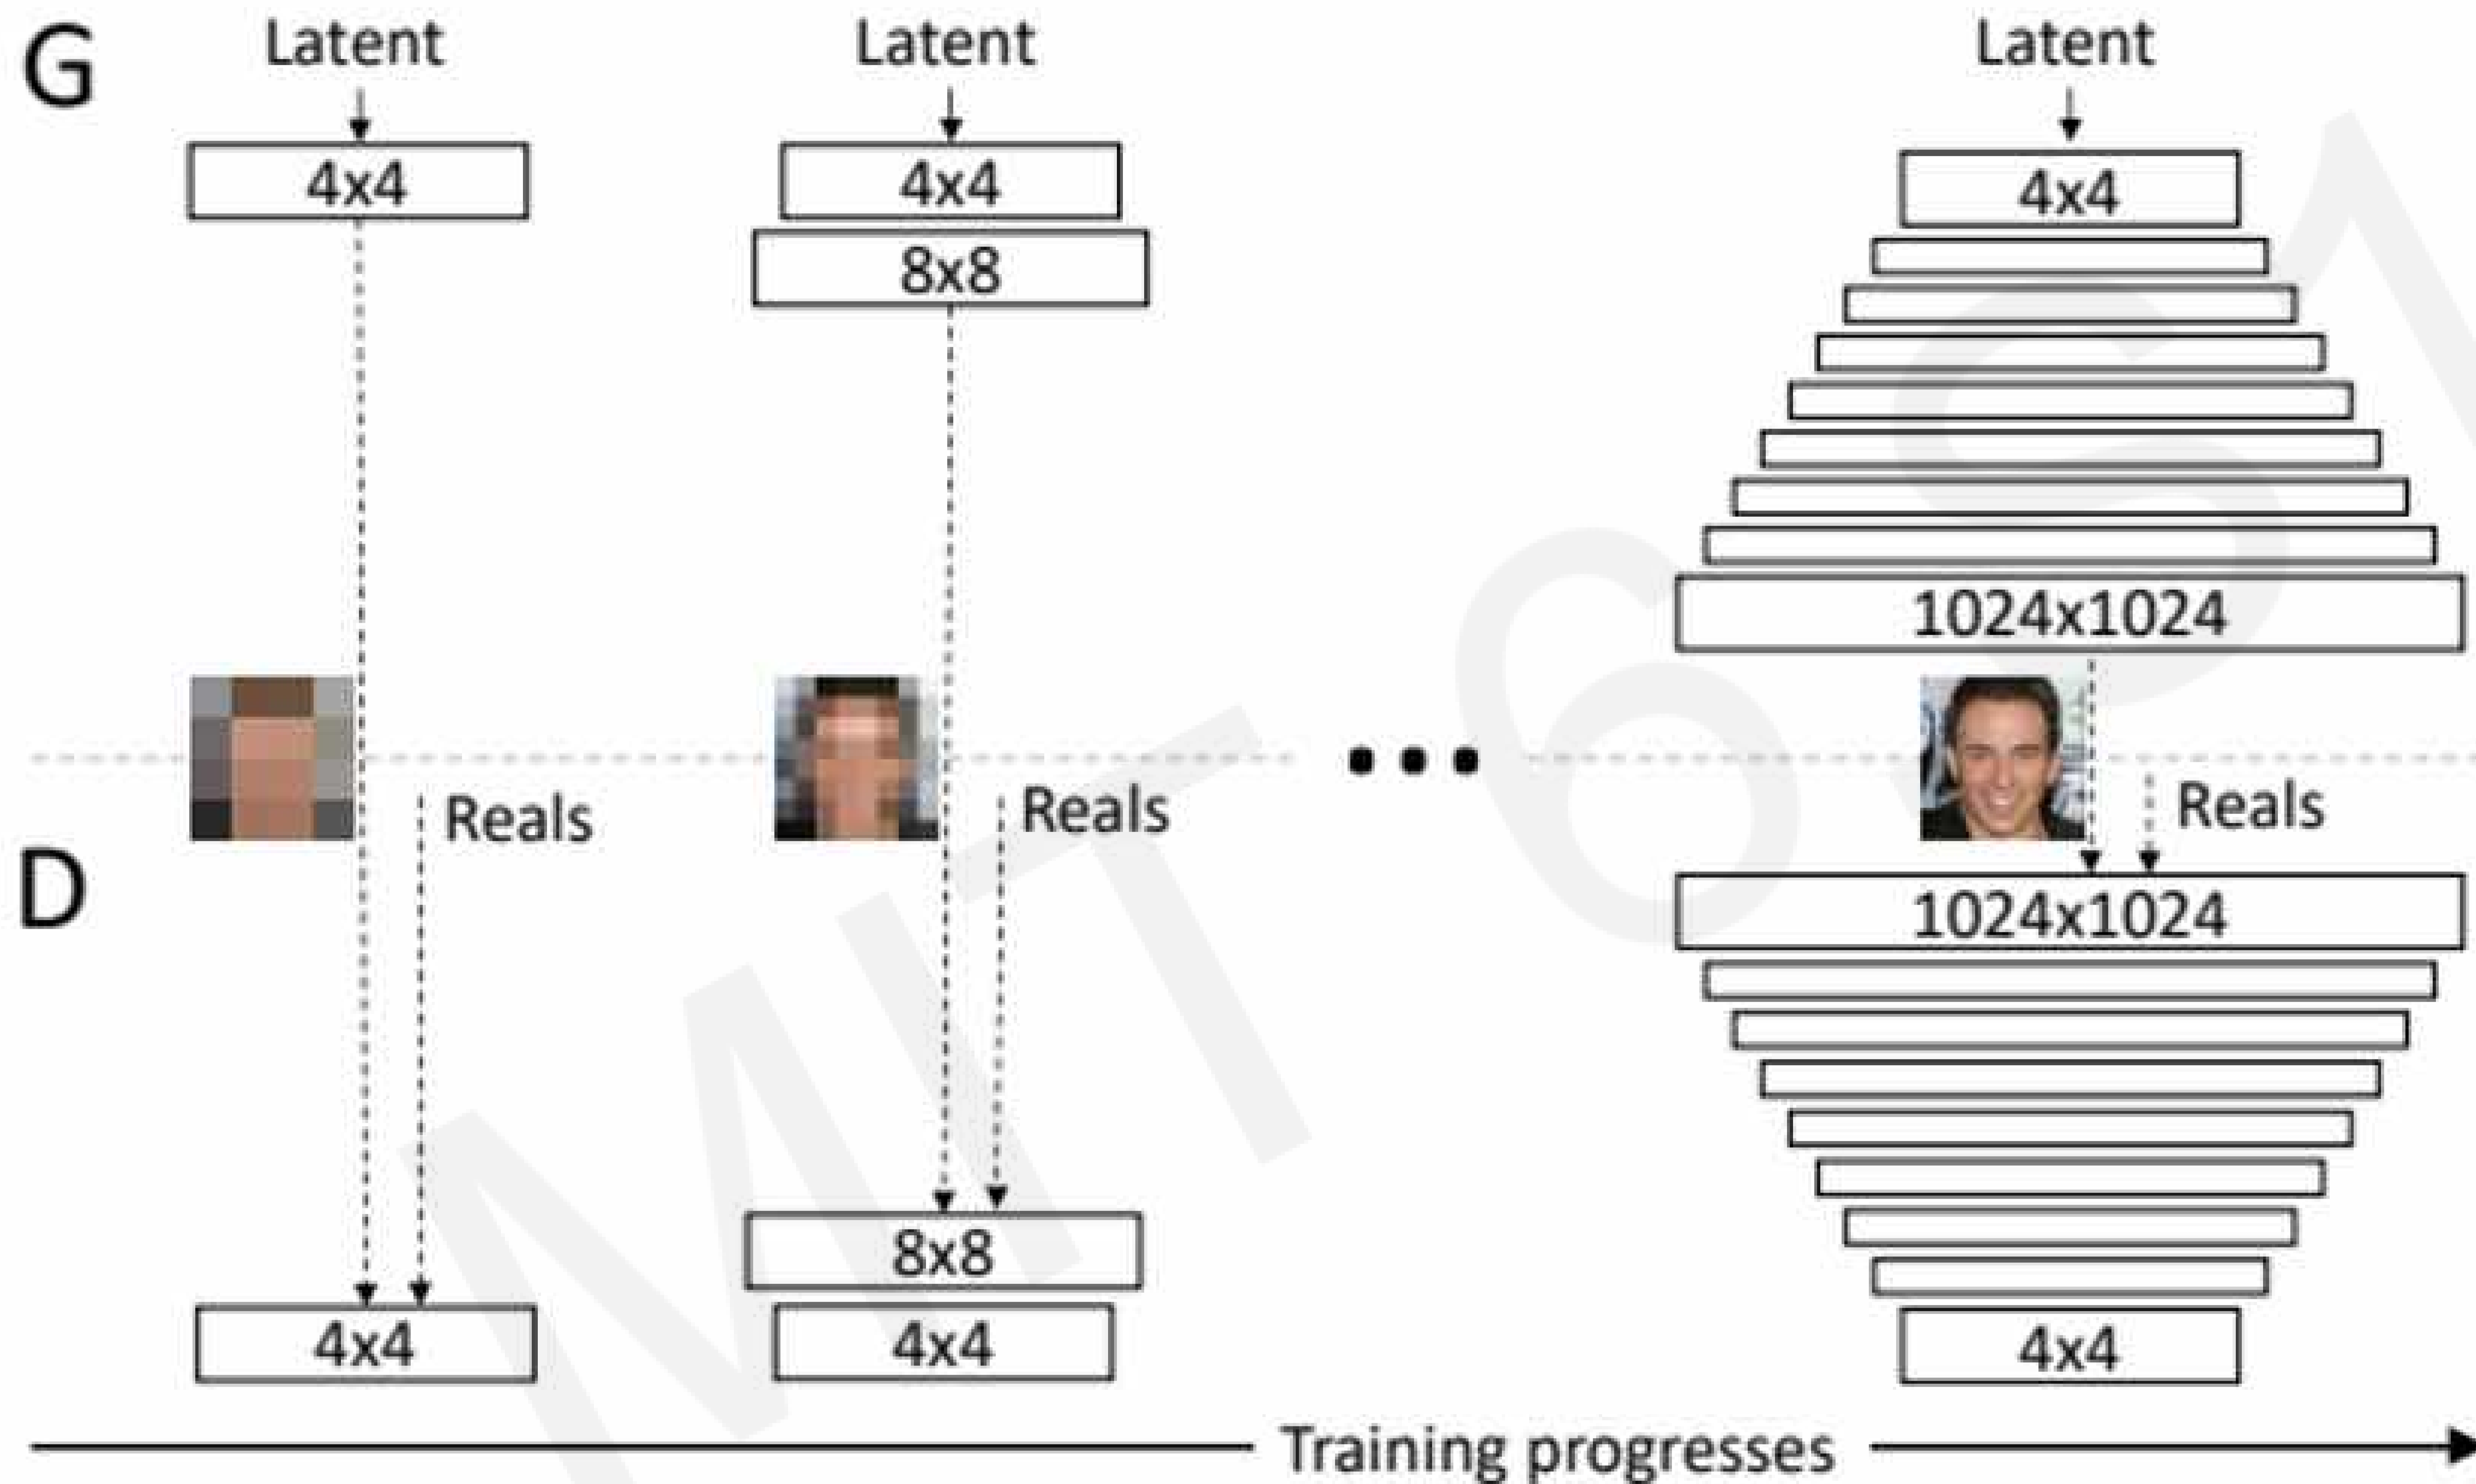 G
Latent
Latent
Latent
4x4
4x4
4x4
8x8
1024x1024
Reals
Reals
Reals
D
1024x1024
8x8
4x4
4x4
4x4
Training progresses
MIT 6.S1